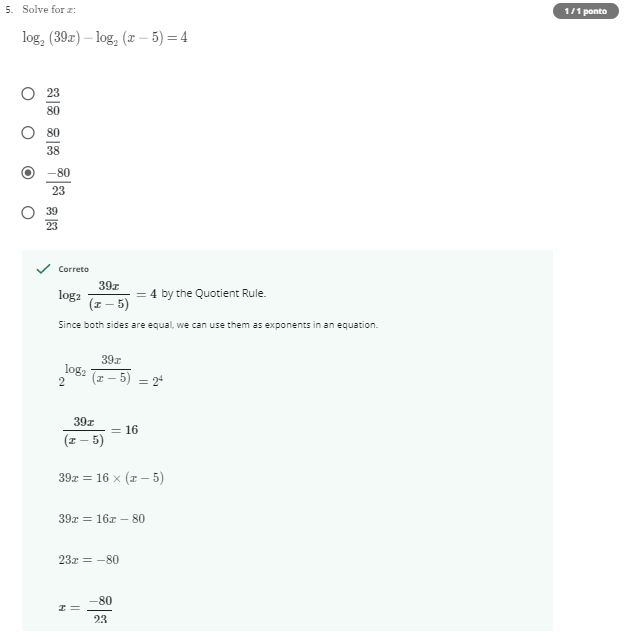 5. Solve for x:
1 / 1 ponto
log₂ (39x) – log₂ (x – 5) = 4
23/80
80/38
–80/23
39/23
Correto
log₂ 39x/(x – 5) = 4 by the Quotient Rule.
Since both sides are equal, we can use them as exponents in an equation.
2^(log₂ 39x/(x – 5)) = 2⁴
39x/(x – 5) = 16
39x = 16 × (x – 5)
39x = 16x – 80
23x = –80
x = –80/23